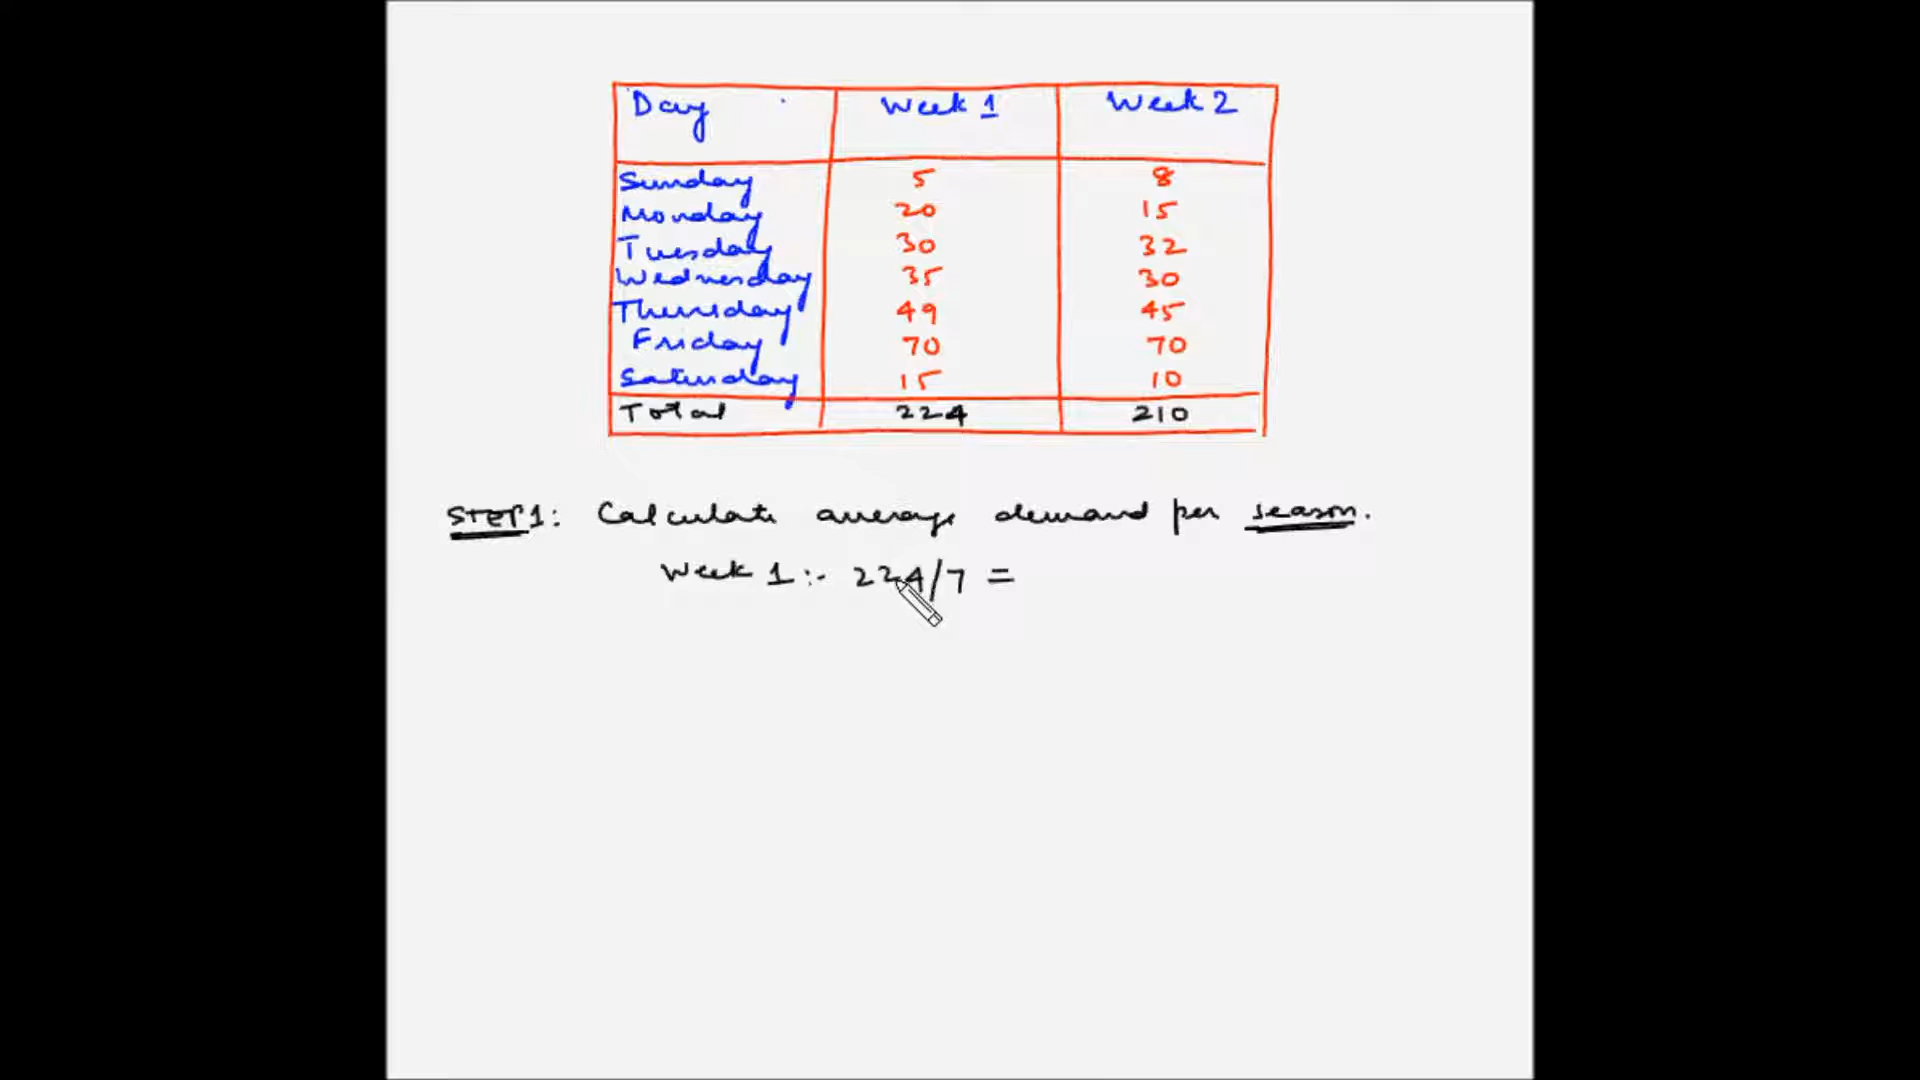 Day Week 1 Week 2
Sunday 5 8
Monday 20 15
Tuesday 30 32
Wednesday 35 30
Thursday 49 45
Friday 70 70
Saturday 15 10
Total 224 210
STEP1: Calculate average demand per season.
Week 1:- 224/7 =